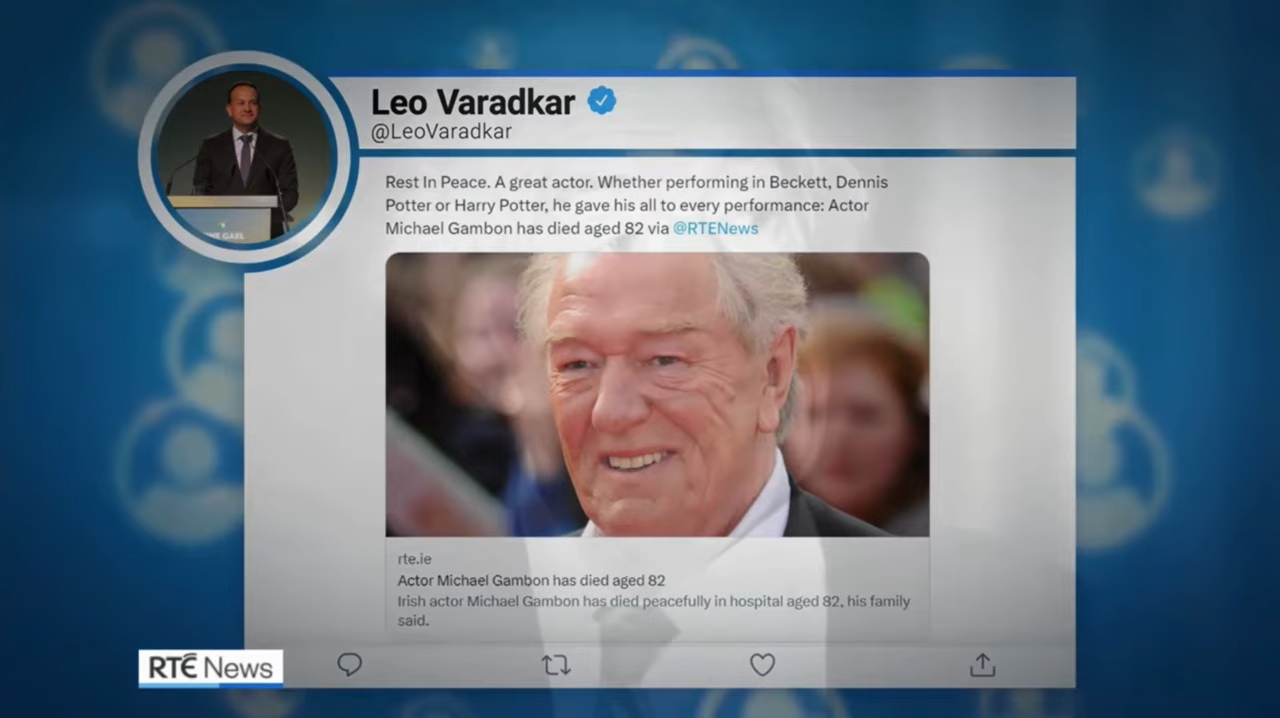 Leo Varadkar
@LeoVaradkar
Rest In Peace. A great actor. Whether performing in Beckett, Dennis
Potter or Harry Potter, he gave his all to every performance: Actor
Michael Gambon has died aged 82 via @RTENews
rte.ie
Actor Michael Gambon has died aged 82
Irish actor Michael Gambon has died peacefully in hospital aged 82, his family
said.
RTÉ News